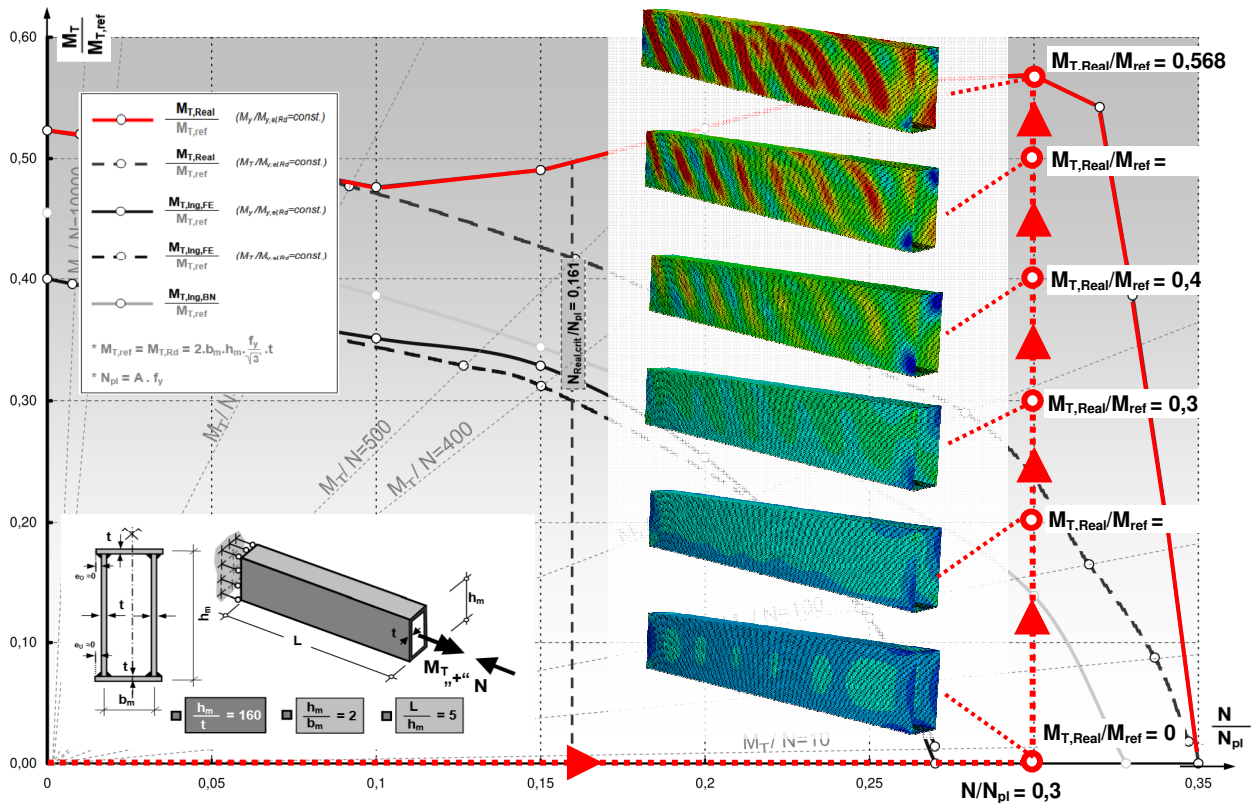 M_T / M_T,ref
0,60
0,50
0,40
0,30
0,20
0,10
0,00
M_T,Real / M_T,ref (M_y/M_y,el,Rd=const.)
M_T,Real / M_T,ref (M_T/M_y,el,Rd=const.)
M_T,Ing,FE / M_T,ref (M_y/M_y,el,Rd=const.)
M_T,Ing,FE / M_T,ref (M_T/M_y,el,Rd=const.)
M_T,Ing,BN / M_T,ref
* M_T,ref = M_T,Rd = 2.b_m.h_m.f_y/√3.t
* N_pl = A . f_y
/ N=10000
M_T/ N
M_T/ N=500
M_T/ N=400
/ N=100
M_T/ N=10
N_Real,crit/N_pl = 0,161
M_T,Real/M_ref = 0,568
M_T,Real/M_ref =
M_T,Real/M_ref = 0,4
M_T,Real/M_ref = 0,3
M_T,Real/M_ref =
M_T,Real/M_ref = 0
t
e_o ≈0
t
t
h_m
e_u ≈0
t
b_m
h_m
t
L
M_T „+“ N
h_m / t = 160
h_m / b_m = 2
L / h_m = 5
N / N_pl
0,05
0,1
0,15
0,2
0,25
N/N_pl = 0,3
0,35